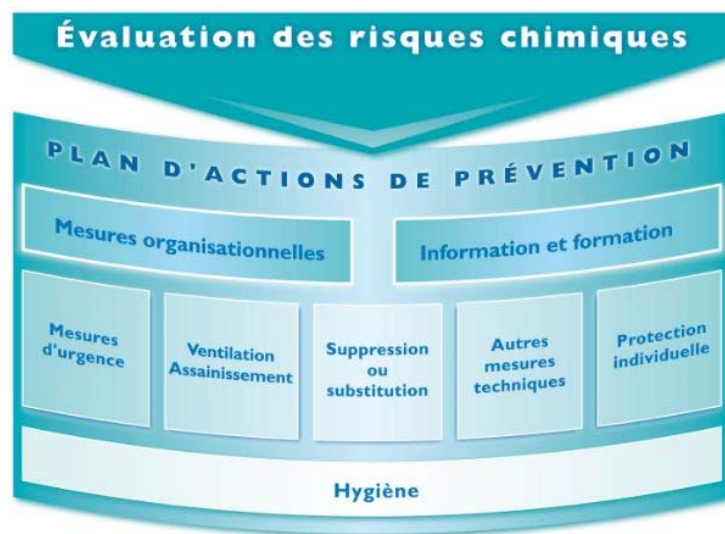 Évaluation des risques chimiques
PLAN D'ACTIONS DE PRÉVENTION
Mesures organisationnelles
Information et formation
Mesures
d'urgence
Ventilation
Assainissement
Suppression
ou
substitution
Autres
mesures
techniques
Protection
individuelle
Hygiène